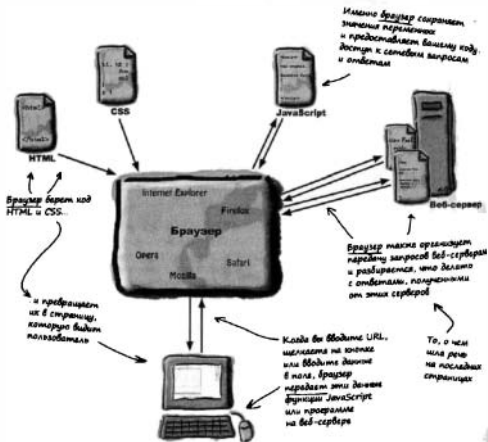 Именно браузер сохраняет
значения переменных
и предоставляет вашему коду
доступ к сетевым запросам
и ответам
CSS
JavaScript
HTML
Веб-сервер
Браузер берет код
HTML и CSS...
Internet Explorer
Firefox
Браузер
Opera
Safari
Mozilla
Браузер также организует
передачу запросов веб-серверам
и разбирается, что делать
с ответами, полученными
от этих серверов
...и превращает
их в страницу,
которую видит
пользователь
Когда вы вводите URL,
щелкаете на кнопке
или вводите данные
в поля, браузер
передает эти данные
функции JavaScript
или программе
на веб-сервере
То, о чем
шла речь
на последних
страницах